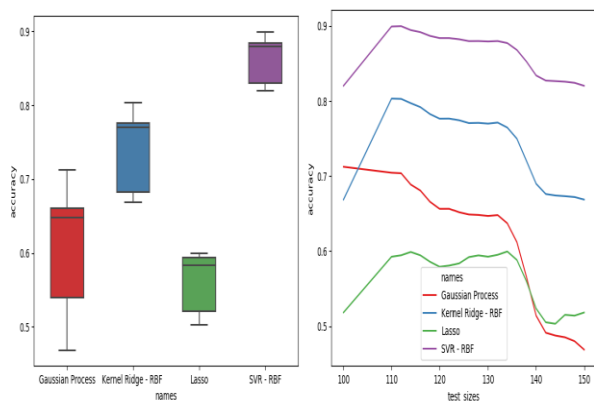 0.9
0.8
0.7
0.6
0.5
accuracy
Gaussian Process Kernel Ridge - RBF Lasso SVR - RBF
names
0.9
0.8
0.7
0.6
0.5
accuracy
names
Gaussian Process
Kernel Ridge - RBF
Lasso
SVR - RBF
100 110 120 130 140 150
test_sizes